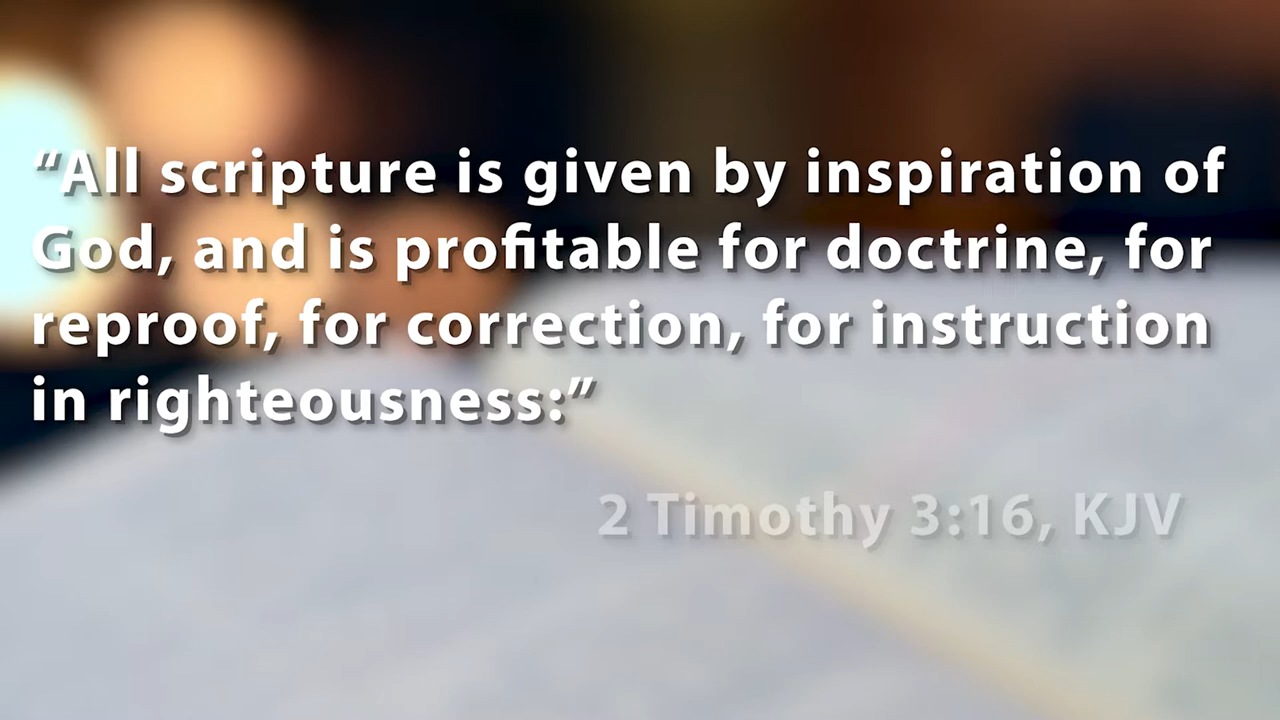 “All scripture is given by inspiration of
God, and is profitable for doctrine, for
reproof, for correction, for instruction
in righteousness:”
2 Timothy 3:16, KJV